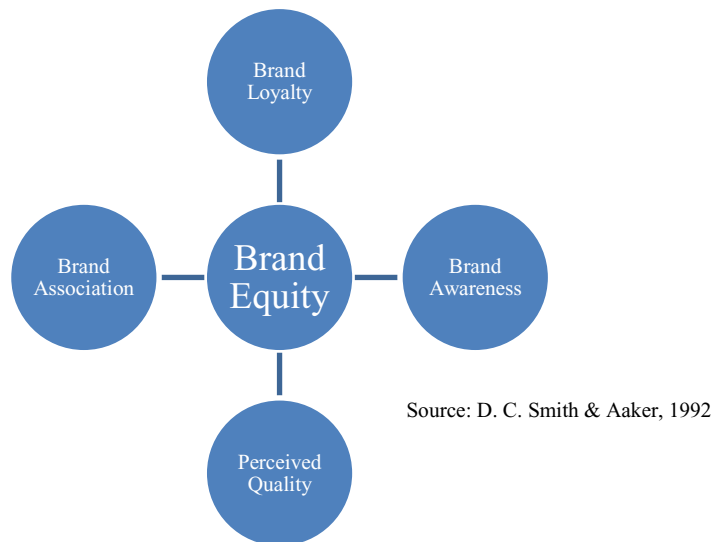 Brand
Loyalty
Brand
Association
Brand
Equity
Brand
Awareness
Source: D. C. Smith & Aaker, 1992
Perceived
Quality